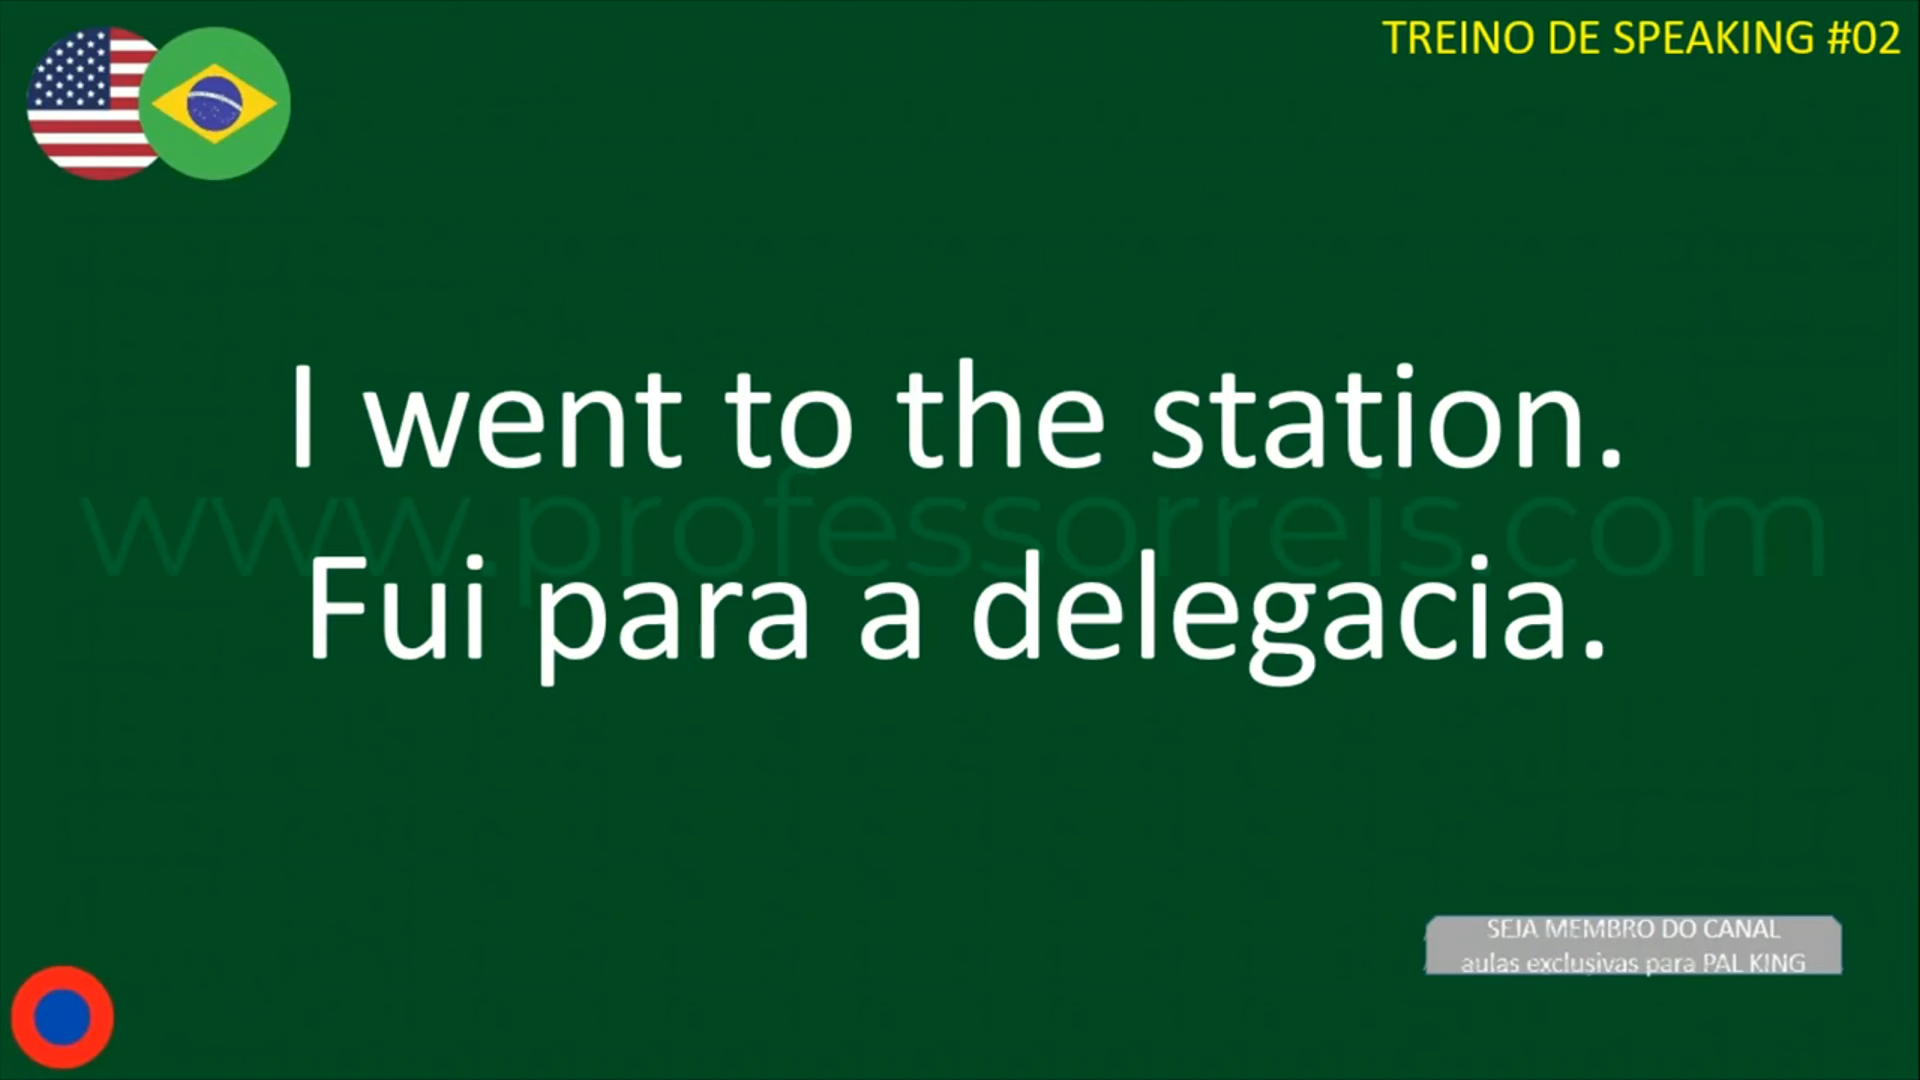 TREINO DE SPEAKING #02
I went to the station.
www.professorreis.com
Fui para a delegacia.
SEJA MEMBRO DO CANAL
aulas exclusivas para PAL KING